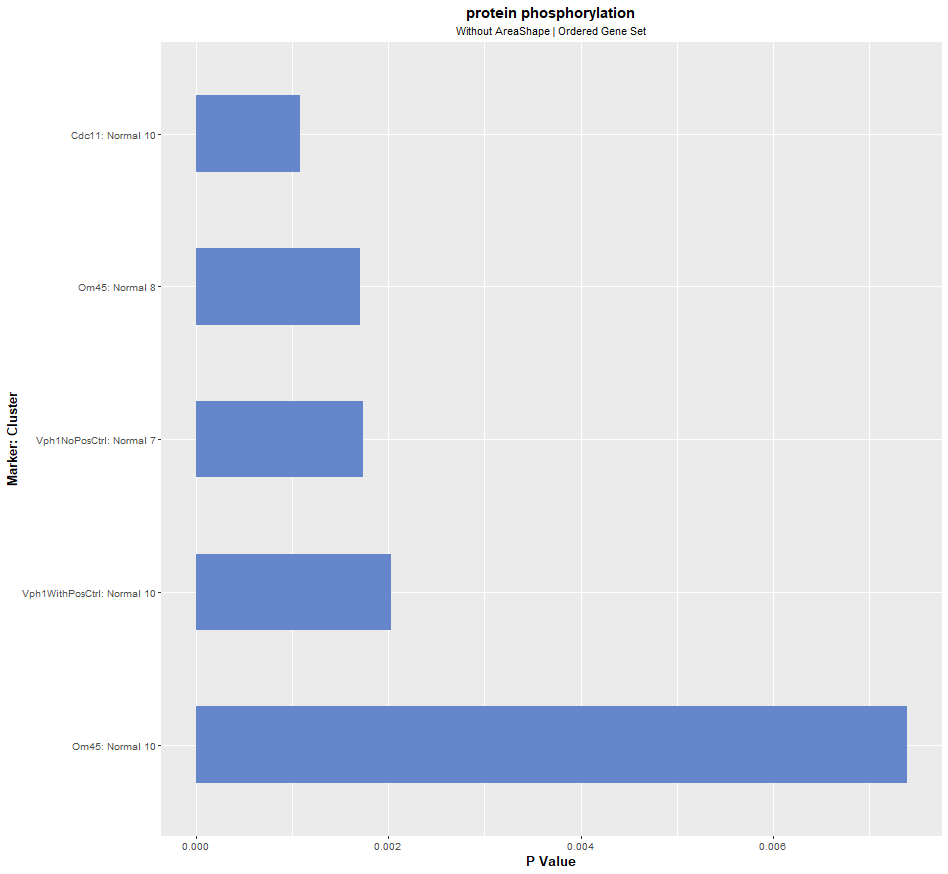 protein phosphorylation
Without AreaShape | Ordered Gene Set
Marker: Cluster
Cdc11: Normal 10
Om45: Normal 8
Vph1NoPosCtrl: Normal 7
Vph1WithPosCtrl: Normal 10
Om45: Normal 10
0.000 0.002 0.004 0.006
P Value